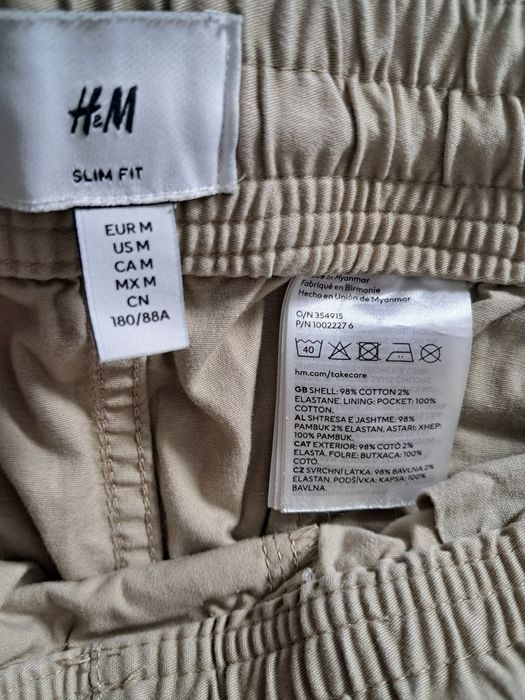 H&M
SLIM FIT
EUR M
US M
CA M
MX M
CN
180/88A
in Myanmar
Fabriqué en Birmanie
Hecho en Unión de Myanmar
O/N 354915
P/N 1002227 6
40
hm.com/takecare
GB SHELL: 98% COTTON 2%
ELASTANE. LINING: POCKET: 100%
COTTON.
AL SHTRESA E JASHTME: 98%
PAMBUK 2% ELASTAN. ASTARI: XHEP:
100% PAMBUK.
CAT EXTERIOR: 98% COTÓ 2%
ELASTÀ, FOLRE: BUTXACA: 100%
COTÓ.
CZ SVRCHNÍ LÁTKA: 98% BAVLNA 2%
ELASTAN. PODŠÍVKA: KAPSA: 100%
BAVLNA.